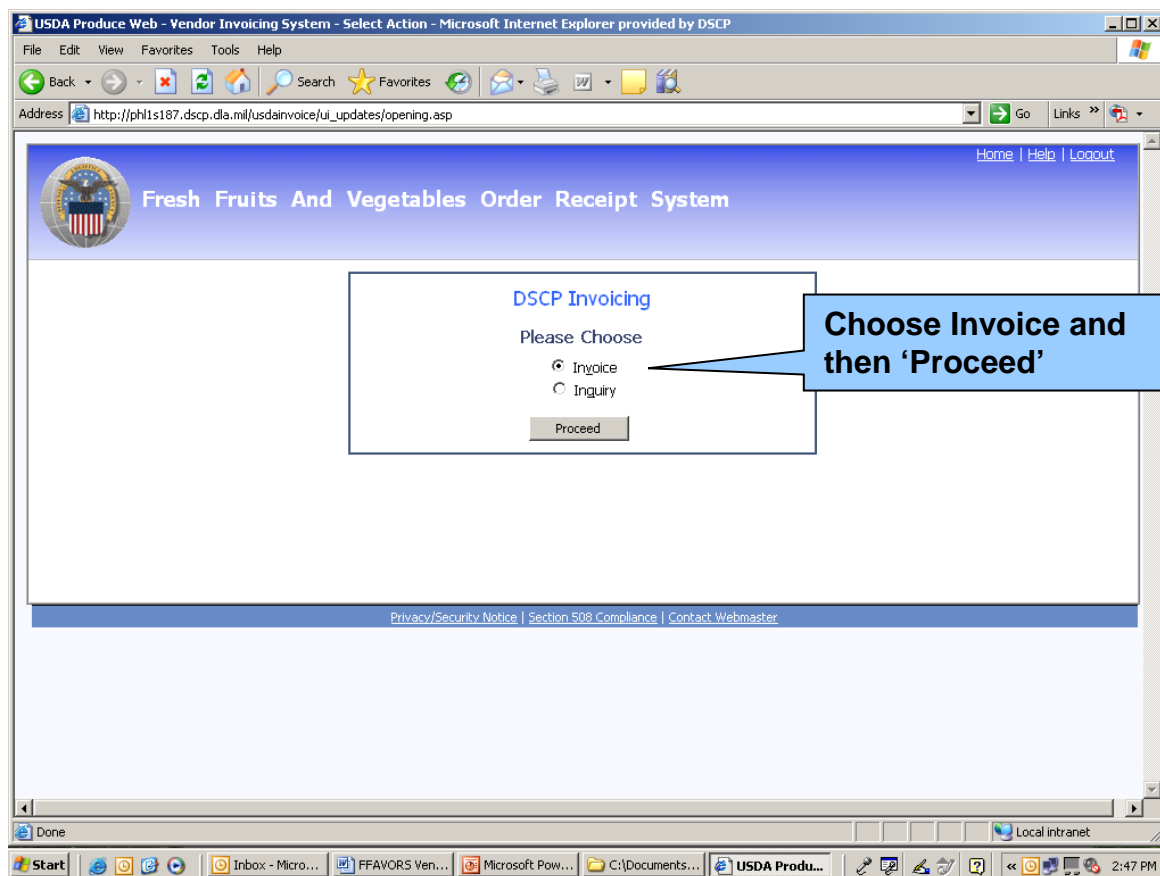 USDA Produce Web - Vendor Invoicing System - Select Action - Microsoft Internet Explorer provided by DSCP
File Edit View Favorites Tools Help
Back Search Favorites
Address http://phl1s187.dscp.dla.mil/usdainvoice/ui_updates/opening.asp Go Links »
Home | Help | Logout
Fresh Fruits And Vegetables Order Receipt System
DSCP Invoicing
Please Choose
Invoice
Inquiry
Proceed
Choose Invoice and
then ‘Proceed’
Privacy/Security Notice | Section 508 Compliance | Contact Webmaster
Done Local intranet
Start Inbox - Micro... FFAVORS Ven... Microsoft Pow... C:\Documents... USDA Produ... « 2:47 PM